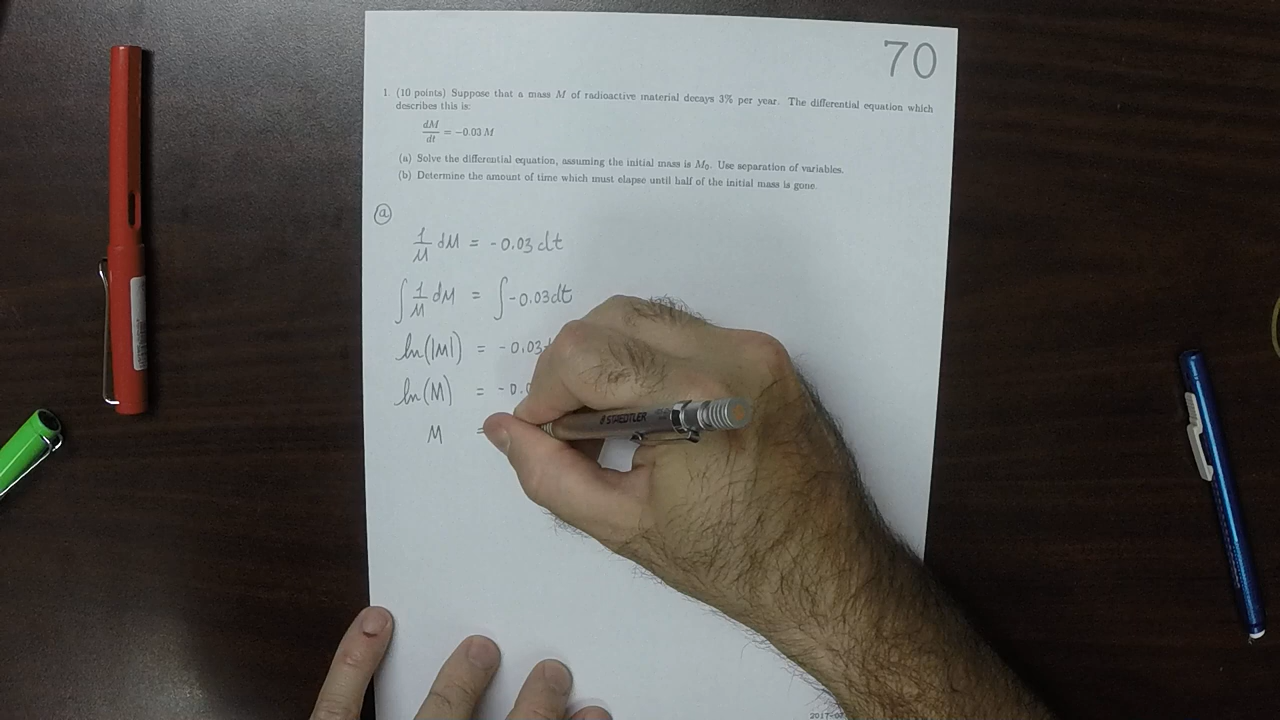 70
1. (10 points) Suppose that a mass M of radioactive material decays 3% per year. The differential equation which
describes this is:
dM/dt = -0.03 M
(a) Solve the differential equation, assuming the initial mass is M₀. Use separation of variables.
(b) Determine the amount of time which must elapse until half of the initial mass is gone.
(a)
1/M dM = -0.03 dt
∫ 1/M dM = ∫ -0.03 dt
ln(|M|) = -0.03
ln(M) = -0.0
M =
STAEDTLER
2017-0